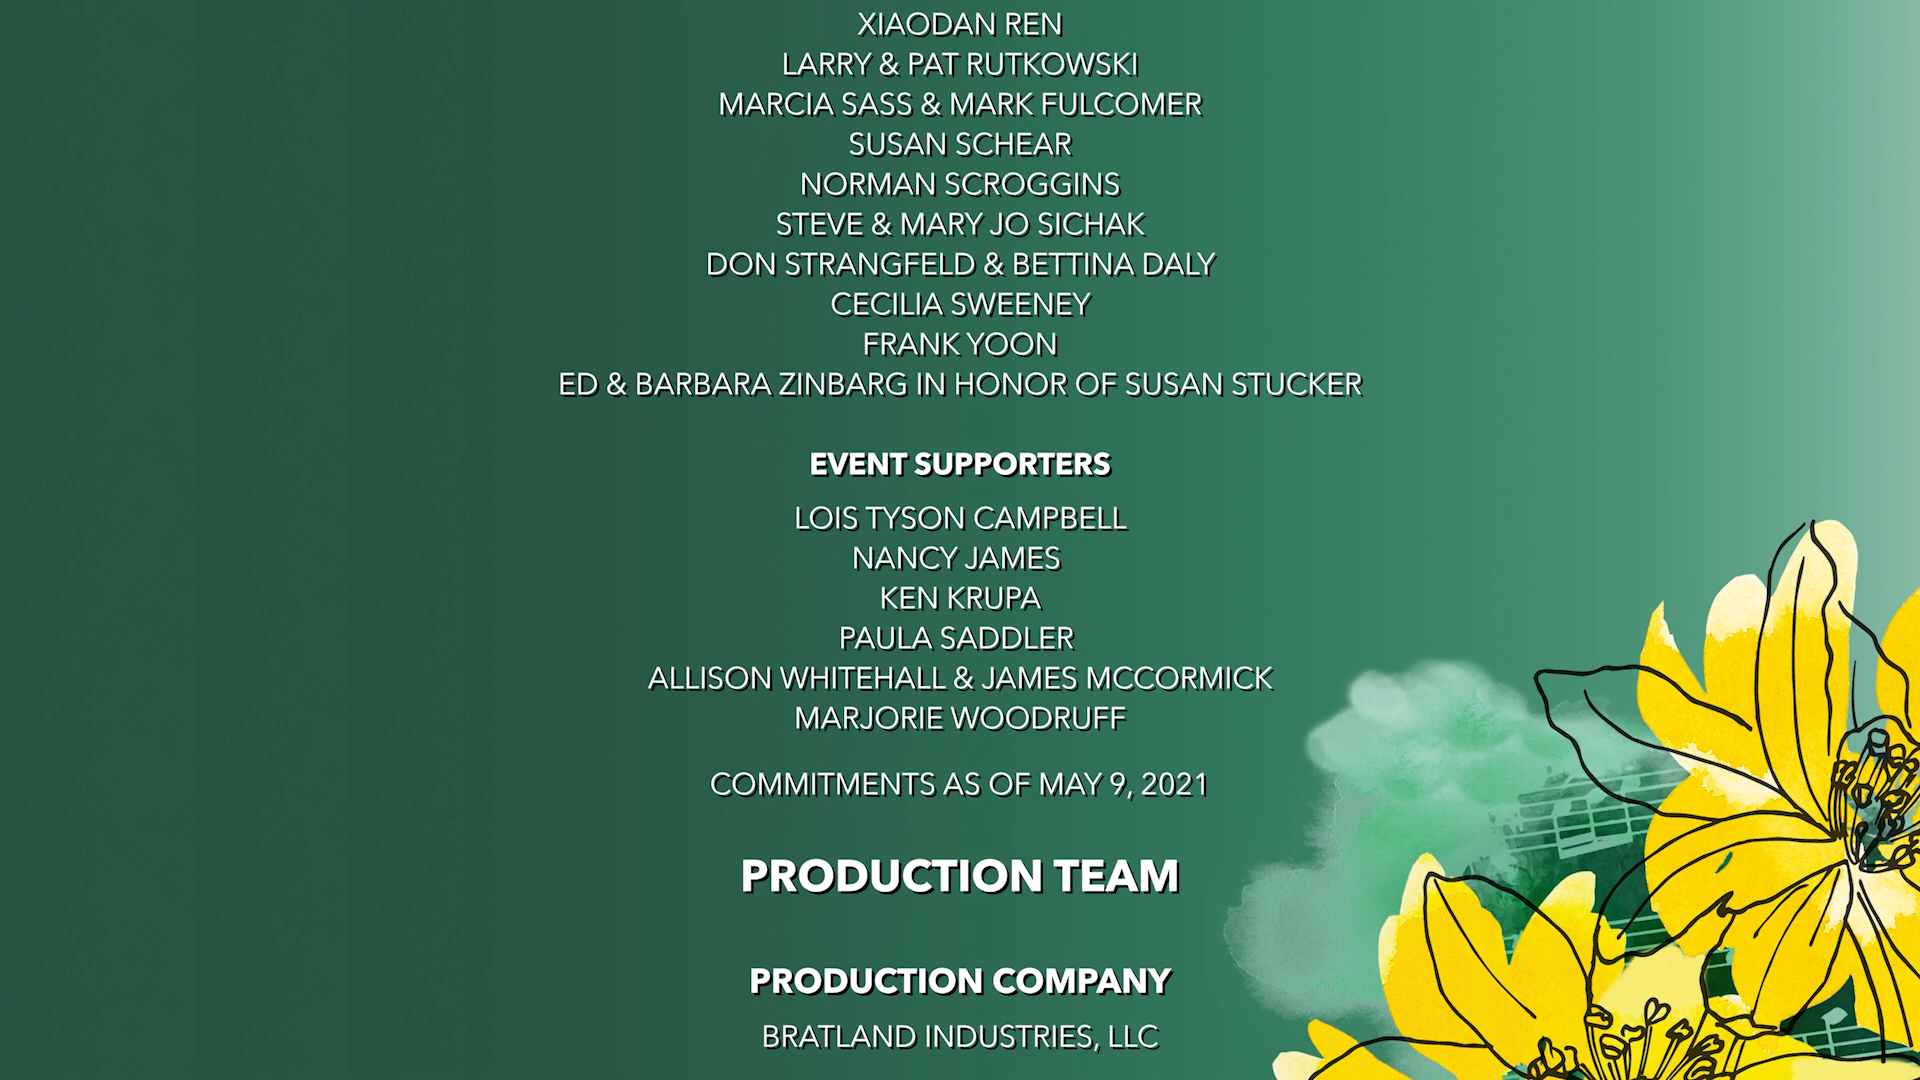 XIAODAN REN
LARRY & PAT RUTKOWSKI
MARCIA SASS & MARK FULCOMER
SUSAN SCHEAR
NORMAN SCROGGINS
STEVE & MARY JO SICHAK
DON STRANGFELD & BETTINA DALY
CECILIA SWEENEY
FRANK YOON
ED & BARBARA ZINBARG IN HONOR OF SUSAN STUCKER
EVENT SUPPORTERS
LOIS TYSON CAMPBELL
NANCY JAMES
KEN KRUPA
PAULA SADDLER
ALLISON WHITEHALL & JAMES MCCORMICK
MARJORIE WOODRUFF
COMMITMENTS AS OF MAY 9, 2021
PRODUCTION TEAM
PRODUCTION COMPANY
BRATLAND INDUSTRIES, LLC